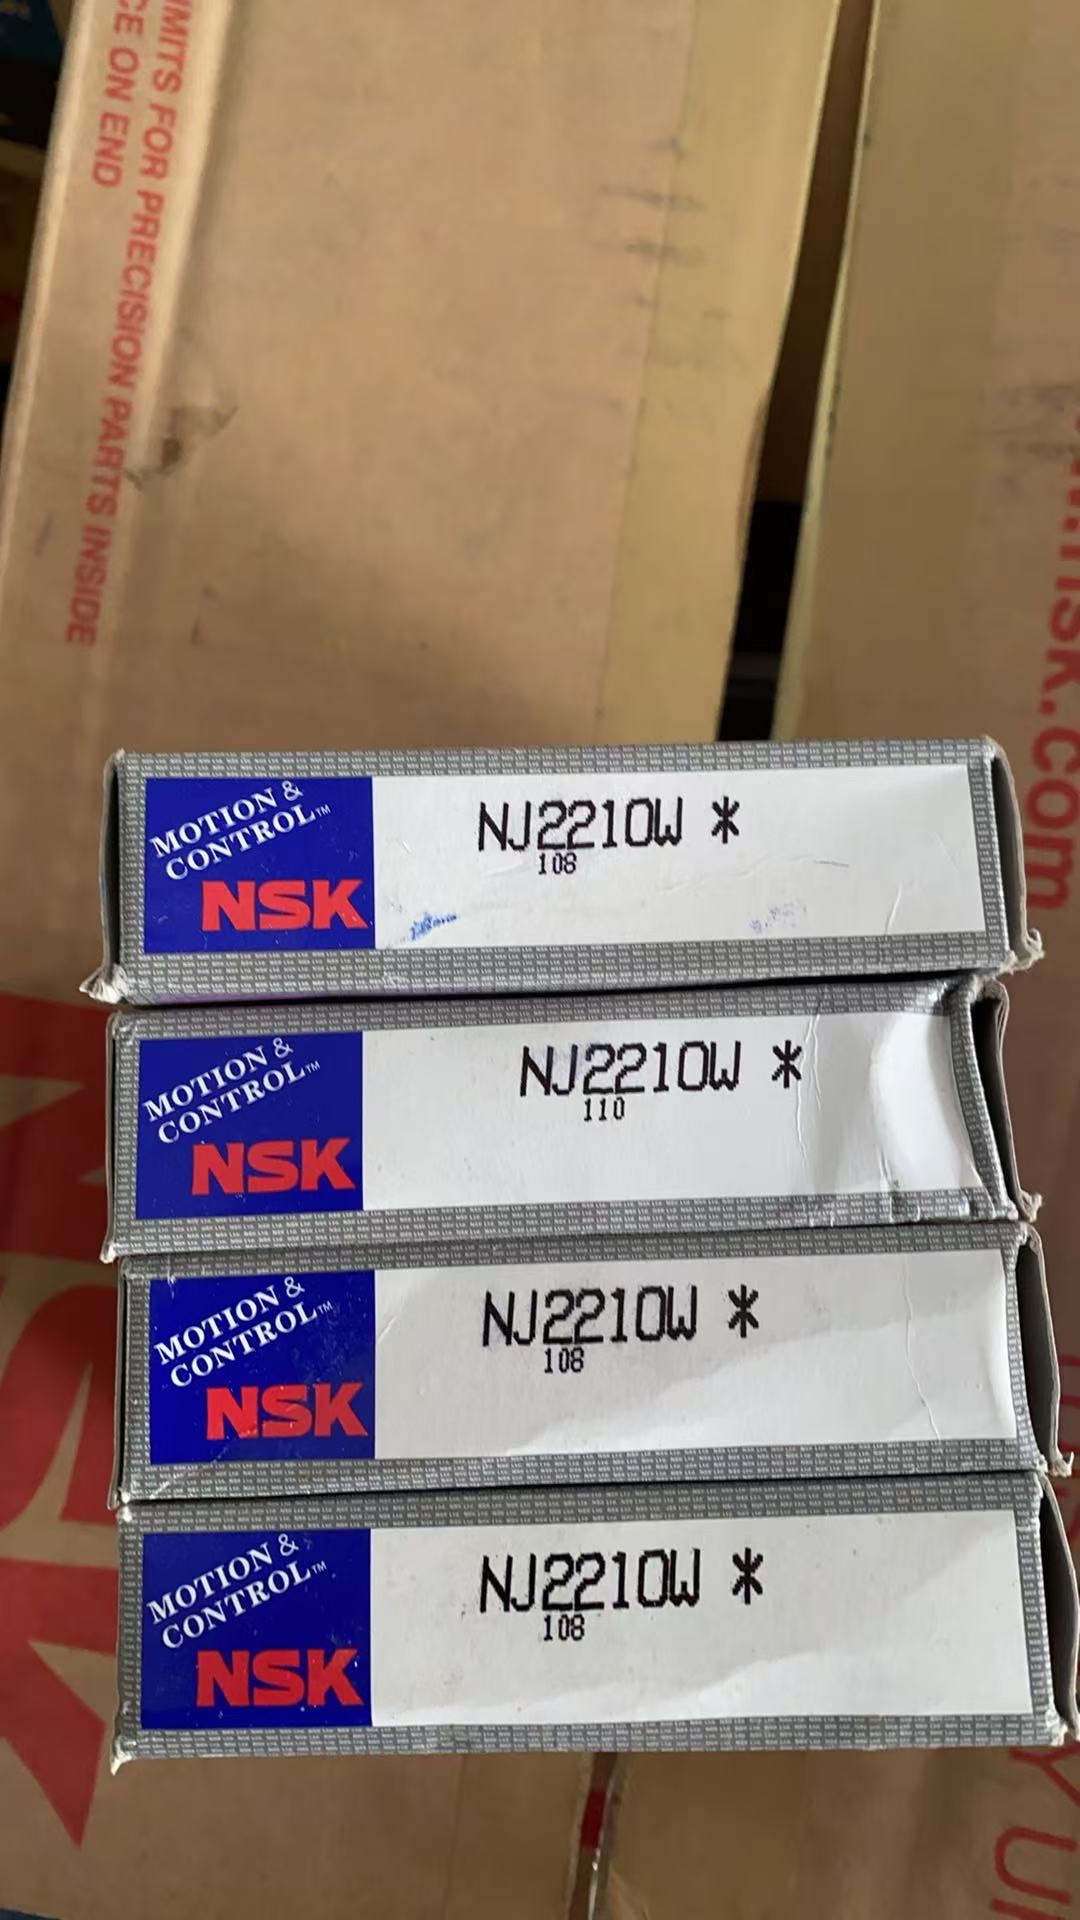 IMITS FOR PRECISION PARTS INSIDE
CE ON END
nsk.com
MOTION &
CONTROL™
NSK
NJ2210W *
108
MOTION &
CONTROL™
NSK
NJ2210W *
110
MOTION &
CONTROL™
NSK
NJ2210W *
108
MOTION &
CONTROL™
NSK
NJ2210W *
108